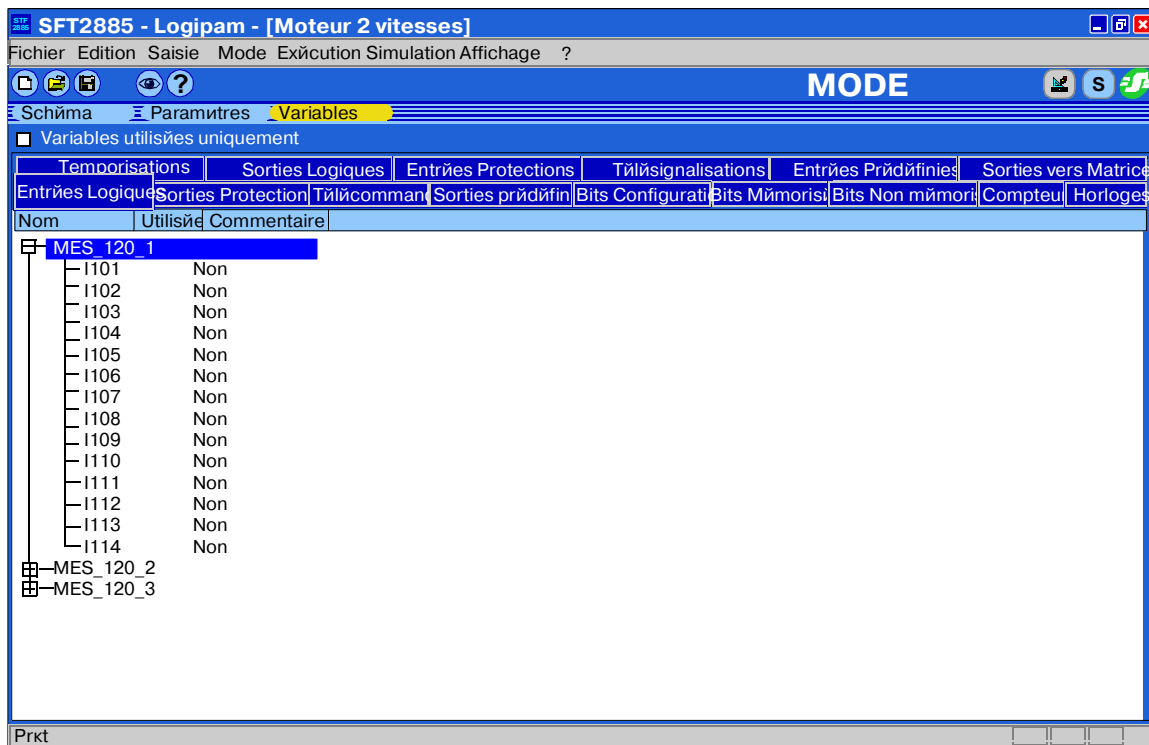 STF 2885 SFT2885 - Logipam - [Moteur 2 vitesses]
Fichier Edition Saisie Mode Exйcution Simulation Affichage ?
? MODE S
Schйma Paramиtres Variables
Variables utilisйes uniquement
Temporisations Sorties Logiques Entrйes Protections Tйlйsignalisations Entrйes Prйdйfinies Sorties vers Matrice
Entrйes Logiques Sorties Protection Tйlйcomman Sorties prйdйfin Bits Configurati Bits Mйmorisй Bits Non mйmori Compteu Horloges
Nom Utilisйe Commentaire
MES_120_1
I101 Non
I102 Non
I103 Non
I104 Non
I105 Non
I106 Non
I107 Non
I108 Non
I109 Non
I110 Non
I111 Non
I112 Non
I113 Non
I114 Non
MES_120_2
MES_120_3
Prкt